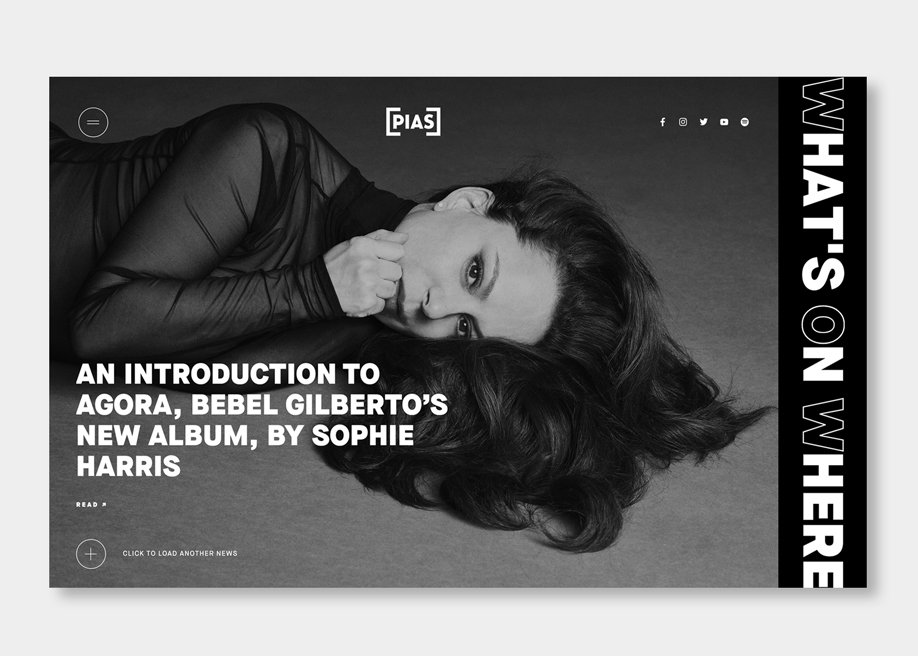 [PIAS]
AN INTRODUCTION TO
AGORA, BEBEL GILBERTO’S
NEW ALBUM, BY SOPHIE
HARRIS
READ
CLICK TO LOAD ANOTHER NEWS
WHAT'S ON WHERE